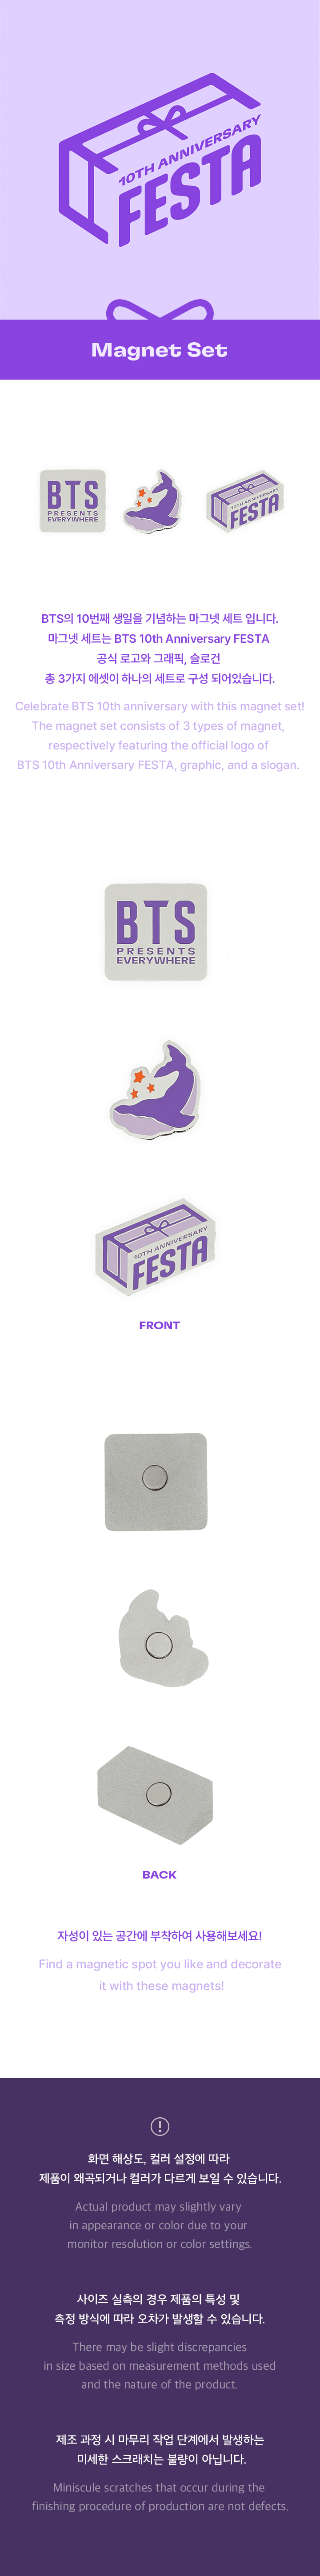 10TH ANNIVERSARY
FESTA
Magnet Set
BTS
PRESENTS
EVERYWHERE
10TH ANNIVERSARY
FESTA
BTS의 10번째 생일을 기념하는 마그넷 세트 입니다.
마그넷 세트는 BTS 10th Anniversary FESTA
공식 로고와 그래픽, 슬로건
총 3가지 에셋이 하나의 세트로 구성 되어있습니다.
Celebrate BTS 10th anniversary with this magnet set!
The magnet set consists of 3 types of magnet,
respectively featuring the official logo of
BTS 10th Anniversary FESTA, graphic, and a slogan.
BTS
PRESENTS
EVERYWHERE
10TH ANNIVERSARY
FESTA
FRONT
BACK
자성이 있는 공간에 부착하여 사용해보세요!
Find a magnetic spot you like and decorate
it with these magnets!
화면 해상도, 컬러 설정에 따라
제품이 왜곡되거나 컬러가 다르게 보일 수 있습니다.
Actual product may slightly vary
in appearance or color due to your
monitor resolution or color settings.
사이즈 실측의 경우 제품의 특성 및
측정 방식에 따라 오차가 발생할 수 있습니다.
There may be slight discrepancies
in size based on measurement methods used
and the nature of the product.
제조 과정 시 마무리 작업 단계에서 발생하는
미세한 스크래치는 불량이 아닙니다.
Miniscule scratches that occur during the
finishing procedure of production are not defects.